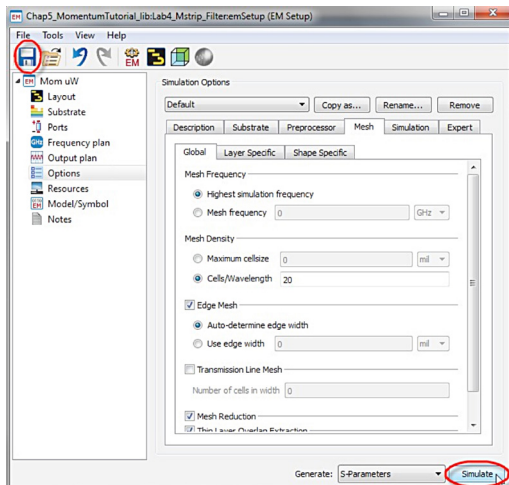 Chap5_MomentumTutorial_lib:Lab4_Mstrip_Filter:emSetup (EM Setup)
File Tools View Help
EM
Mom uW
Layout
Substrate
Ports
Frequency plan
Output plan
Options
Resources
Model/Symbol
Notes
Simulation Options
Default Copy as... Rename... Remove
Description Substrate Preprocessor Mesh Simulation Expert
Global Layer Specific Shape Specific
Mesh Frequency
Highest simulation frequency
Mesh frequency 0 GHz
Mesh Density
Maximum cellsize 0 mil
Cells/Wavelength 20
Edge Mesh
Auto-determine edge width
Use edge width 0 mil
Transmission Line Mesh
Number of cells in width 0
Mesh Reduction
Thin Layer Overlap Extraction
Generate: S-Parameters Simulate